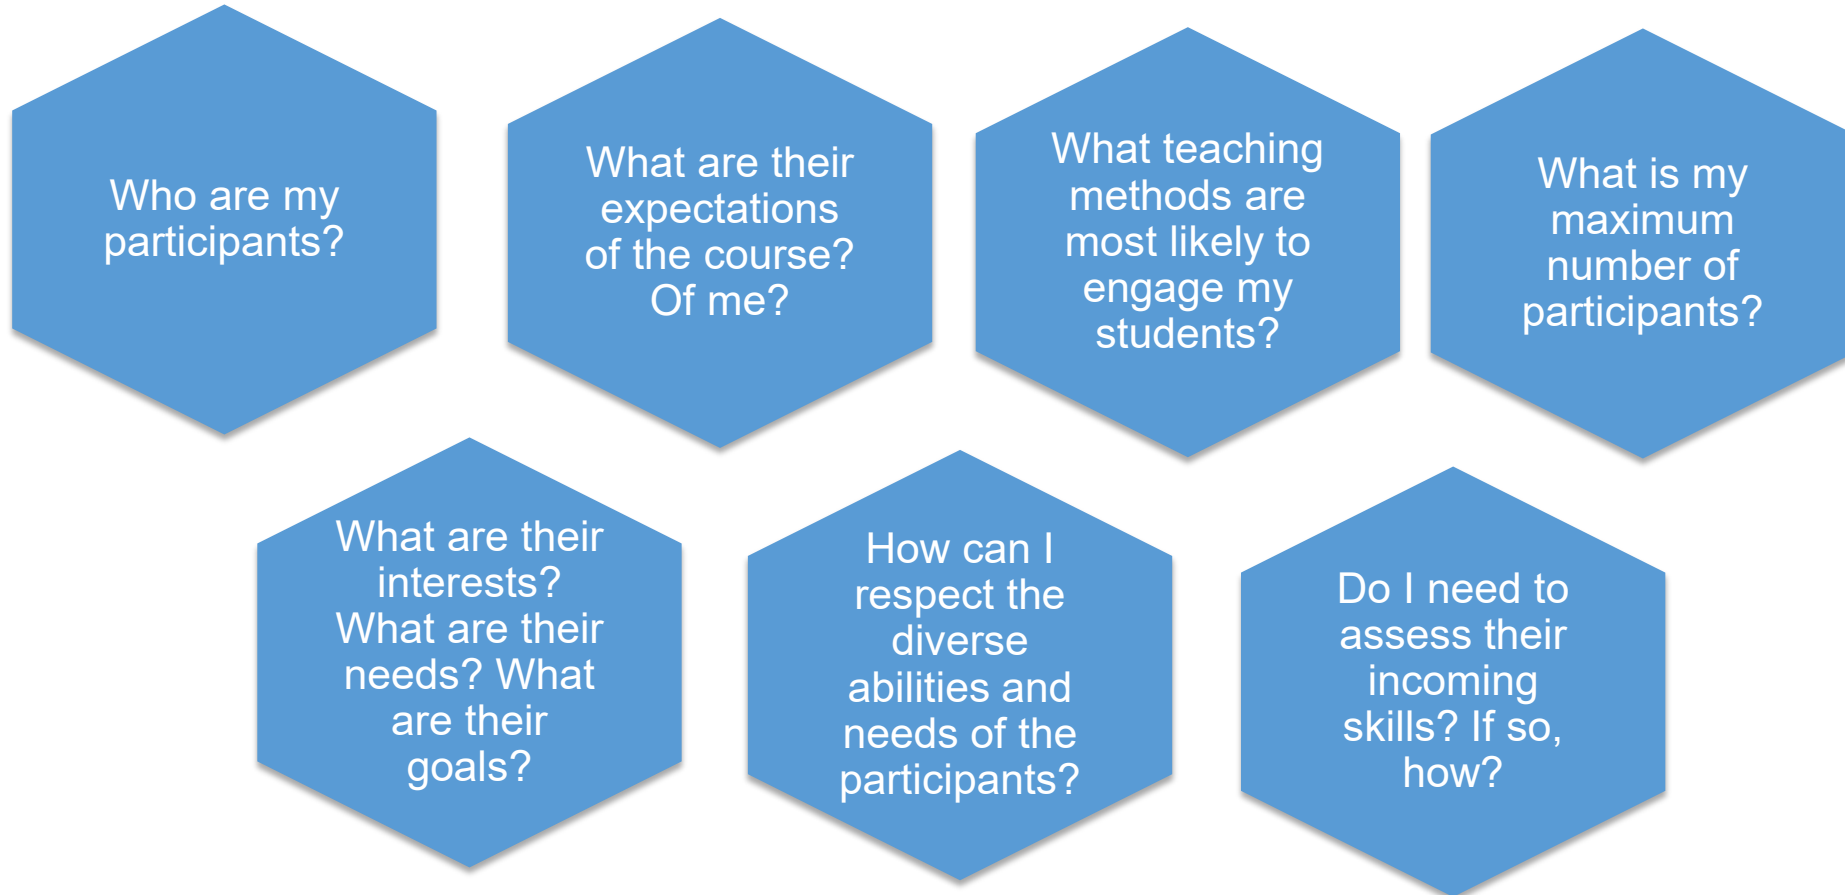 Who are my
participants?
What are their
expectations
of the course?
Of me?
What teaching
methods are
most likely to
engage my
students?
What is my
maximum
number of
participants?
What are their
interests?
What are their
needs? What
are their
goals?
How can I
respect the
diverse
abilities and
needs of the
participants?
Do I need to
assess their
incoming
skills? If so,
how?